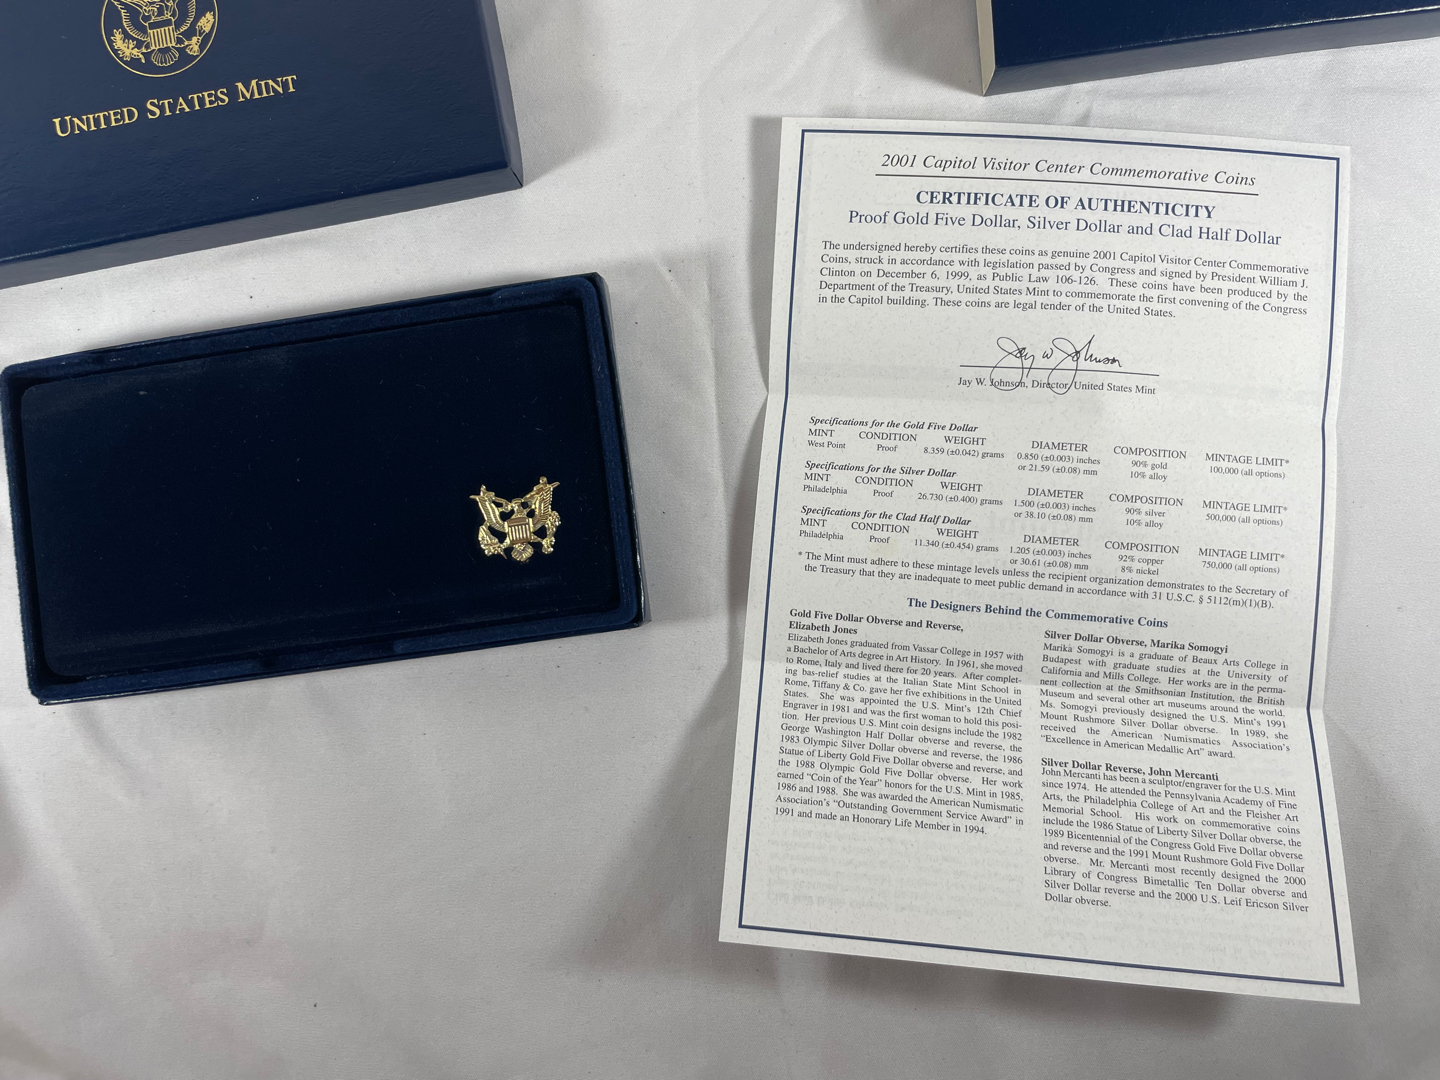 UNITED STATES MINT
2001 Capitol Visitor Center Commemorative Coins
CERTIFICATE OF AUTHENTICITY
Proof Gold Five Dollar, Silver Dollar and Clad Half Dollar
The undersigned hereby certifies these coins as genuine 2001 Capitol Visitor Center Commemorative
Coins, struck in accordance with legislation passed by Congress and signed by President William J.
Clinton on December 6, 1999, as Public Law 106-126. These coins have been produced by the
Department of the Treasury, United States Mint to commemorate the first convening of the Congress
in the Capitol building. These coins are legal tender of the United States.
Jay W Johnson
Jay W. Johnson, Director, United States Mint
Specifications for the Gold Five Dollar
MINT CONDITION WEIGHT DIAMETER COMPOSITION MINTAGE LIMIT*
West Point Proof 8.359 (±0.042) grams 0.850 (±0.003) inches 90% gold 100,000 (all options)
or 21.59 (±0.08) mm 10% alloy
Specifications for the Silver Dollar
MINT CONDITION WEIGHT DIAMETER COMPOSITION MINTAGE LIMIT*
Philadelphia Proof 26.730 (±0.400) grams 1.500 (±0.003) inches 90% silver 500,000 (all options)
or 38.10 (±0.08) mm 10% alloy
Specifications for the Clad Half Dollar
MINT CONDITION WEIGHT DIAMETER COMPOSITION MINTAGE LIMIT*
Philadelphia Proof 11.340 (±0.454) grams 1.205 (±0.003) inches 92% copper 750,000 (all options)
or 30.61 (±0.08) mm 8% nickel
* The Mint must adhere to these mintage levels unless the recipient organization demonstrates to the Secretary of
the Treasury that they are inadequate to meet public demand in accordance with 31 U.S.C. § 5112(m)(1)(B).
The Designers Behind the Commemorative Coins
Gold Five Dollar Obverse and Reverse,
Elizabeth Jones
Elizabeth Jones graduated from Vassar College in 1957 with
a Bachelor of Arts degree in Art History. In 1961, she moved
to Rome, Italy and lived there for 20 years. After complet-
ing bas-relief studies at the Italian State Mint School in
Rome, Tiffany & Co. gave her five exhibitions in the United
States. She was appointed the U.S. Mint's 12th Chief
Engraver in 1981 and was the first woman to hold this posi-
tion. Her previous U.S. Mint coin designs include the 1982
George Washington Half Dollar obverse and reverse, the
1983 Olympic Silver Dollar obverse and reverse, the 1986
Statue of Liberty Gold Five Dollar obverse and reverse, and
the 1988 Olympic Gold Five Dollar obverse. Her work
earned "Coin of the Year" honors for the U.S. Mint in 1985,
1986 and 1988. She was awarded the American Numismatic
Association's "Outstanding Government Service Award" in
1991 and made an Honorary Life Member in 1994.
Silver Dollar Obverse, Marika Somogyi
Marika Somogyi is a graduate of Beaux Arts College in
Budapest with graduate studies at the University of
California and Mills College. Her works are in the perma-
nent collection at the Smithsonian Institution, the British
Museum and several other art museums around the world.
Ms. Somogyi previously designed the U.S. Mint's 1991
Mount Rushmore Silver Dollar obverse. In 1989, she
received the American Numismatics Association's
"Excellence in American Medallic Art" award.
Silver Dollar Reverse, John Mercanti
John Mercanti has been a sculptor/engraver for the U.S. Mint
since 1974. He attended the Pennsylvania Academy of Fine
Arts, the Philadelphia College of Art and the Fleisher Art
Memorial School. His work on commemorative coins
include the 1986 Statue of Liberty Silver Dollar obverse, the
1989 Bicentennial of the Congress Gold Five Dollar obverse
and reverse and the 1991 Mount Rushmore Gold Five Dollar
obverse. Mr. Mercanti most recently designed the 2000
Library of Congress Bimetallic Ten Dollar obverse and
Silver Dollar reverse and the 2000 U.S. Leif Ericson Silver
Dollar obverse.